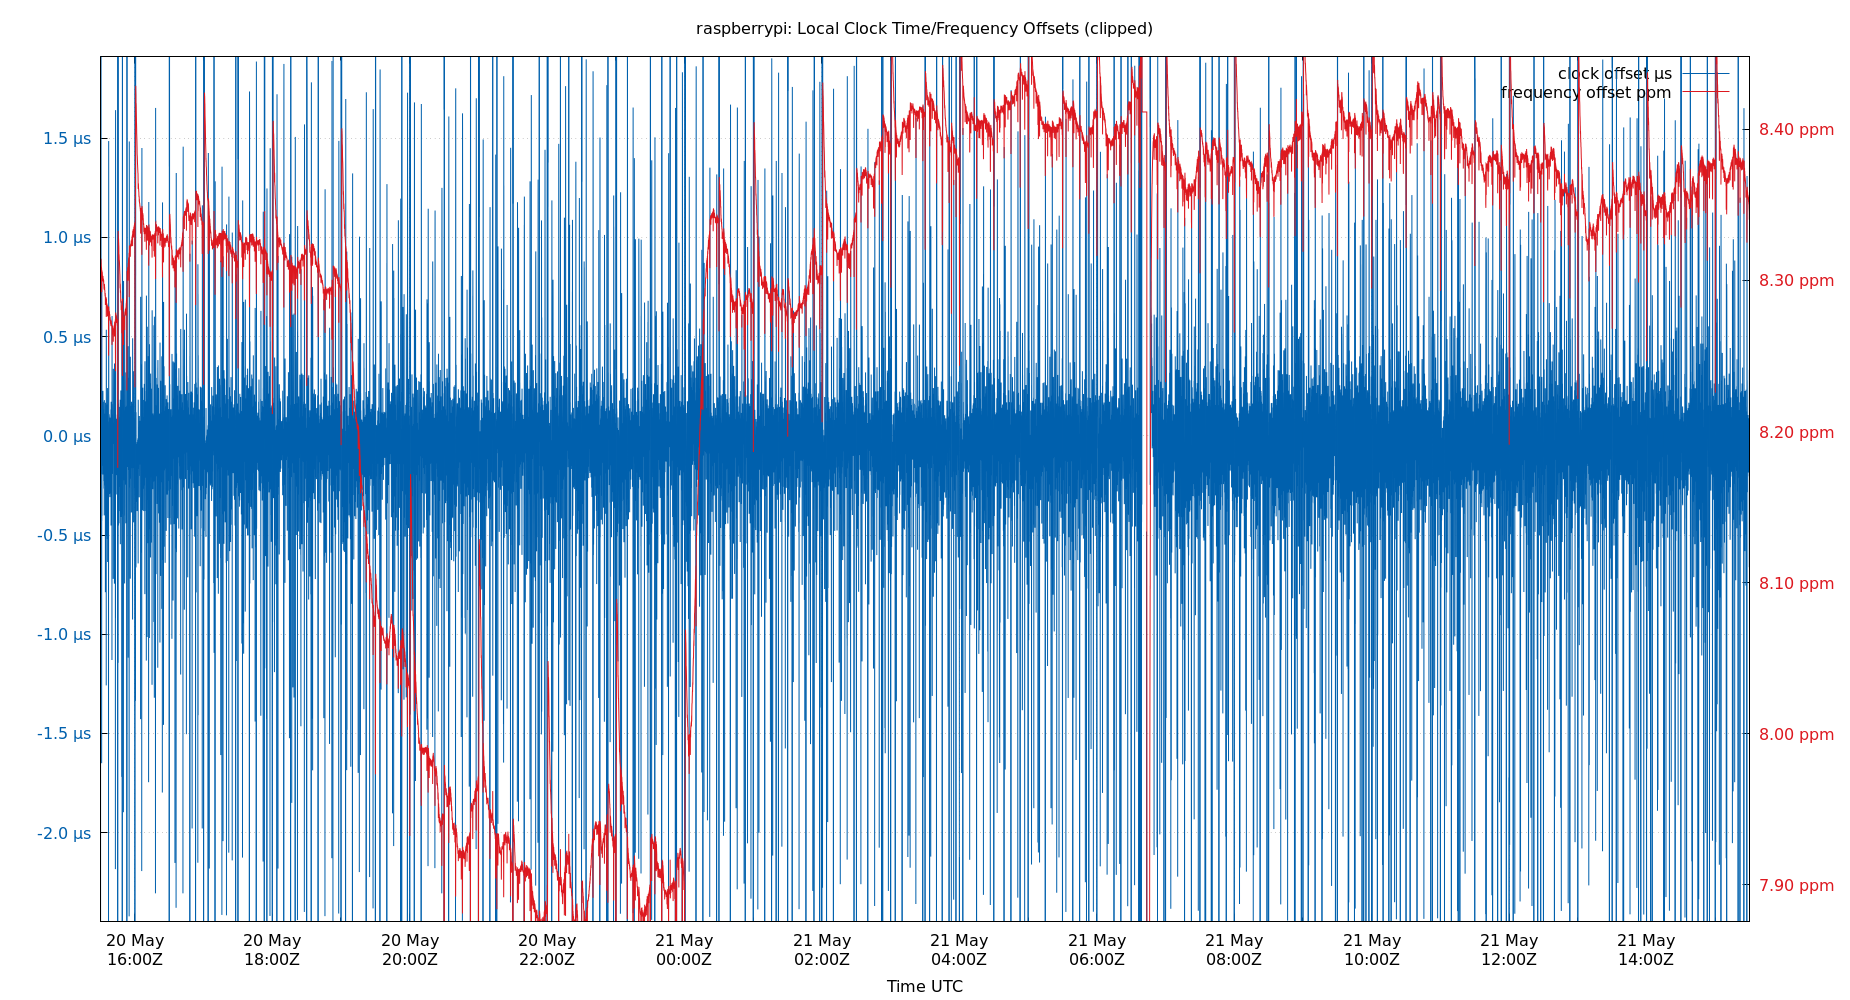 raspberrypi: Local Clock Time/Frequency Offsets (clipped)
clock offset µs
frequency offset ppm
1.5 µs
1.0 µs
0.5 µs
0.0 µs
-0.5 µs
-1.0 µs
-1.5 µs
-2.0 µs
8.40 ppm
8.30 ppm
8.20 ppm
8.10 ppm
8.00 ppm
7.90 ppm
20 May 20 May 20 May 20 May 21 May 21 May 21 May 21 May 21 May 21 May 21 May 21 May
16:00Z 18:00Z 20:00Z 22:00Z 00:00Z 02:00Z 04:00Z 06:00Z 08:00Z 10:00Z 12:00Z 14:00Z
Time UTC